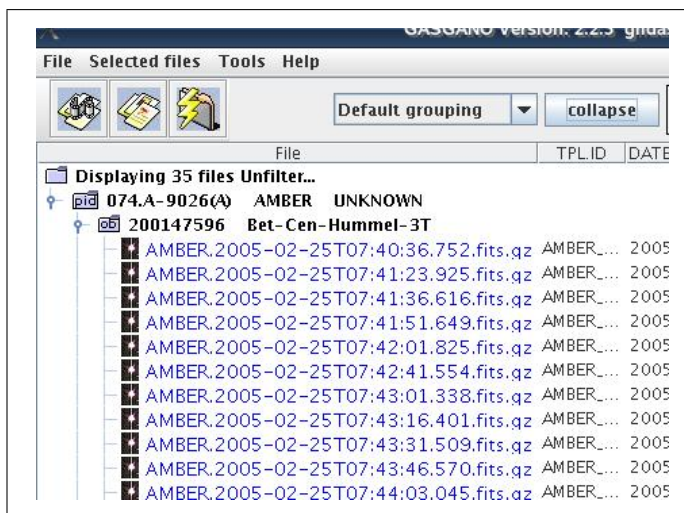 GASGANO Version: 2.2.3
File Selected files Tools Help
Default grouping collapse
File TPL.ID DATE
Displaying 35 files Unfilter...
pid 074.A-9026(A) AMBER UNKNOWN
ob 200147596 Bet-Cen-Hummel-3T
AMBER.2005-02-25T07:40:36.752.fits.gz AMBER_... 2005
AMBER.2005-02-25T07:41:23.925.fits.gz AMBER_... 2005
AMBER.2005-02-25T07:41:36.616.fits.gz AMBER_... 2005
AMBER.2005-02-25T07:41:51.649.fits.gz AMBER_... 2005
AMBER.2005-02-25T07:42:01.825.fits.gz AMBER_... 2005
AMBER.2005-02-25T07:42:41.554.fits.gz AMBER_... 2005
AMBER.2005-02-25T07:43:01.338.fits.gz AMBER_... 2005
AMBER.2005-02-25T07:43:16.401.fits.gz AMBER_... 2005
AMBER.2005-02-25T07:43:31.509.fits.gz AMBER_... 2005
AMBER.2005-02-25T07:43:46.570.fits.gz AMBER_... 2005
AMBER.2005-02-25T07:44:03.045.fits.gz AMBER_... 2005